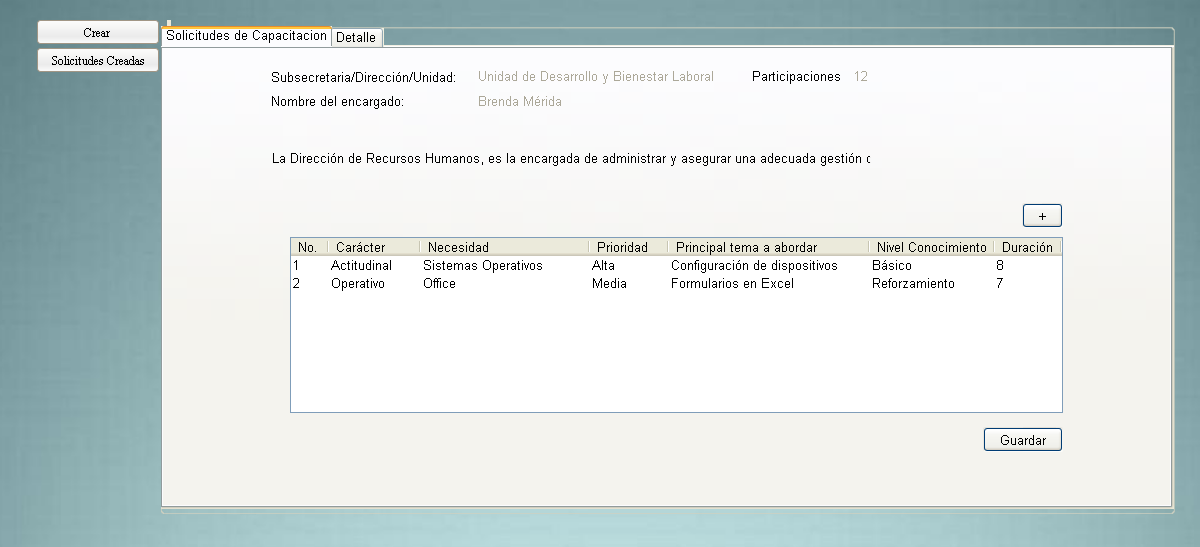 Crear
Solicitudes Creadas
Solicitudes de Capacitacion Detalle
Subsecretaria/Dirección/Unidad: Unidad de Desarrollo y Bienestar Laboral Participaciones 12
Nombre del encargado: Brenda Mérida
La Dirección de Recursos Humanos, es la encargada de administrar y asegurar una adecuada gestión
+
No. Carácter Necesidad Prioridad Principal tema a abordar Nivel Conocimiento Duración
1 Actitudinal Sistemas Operativos Alta Configuración de dispositivos Básico 8
2 Operativo Office Media Formularios en Excel Reforzamiento 7
Guardar